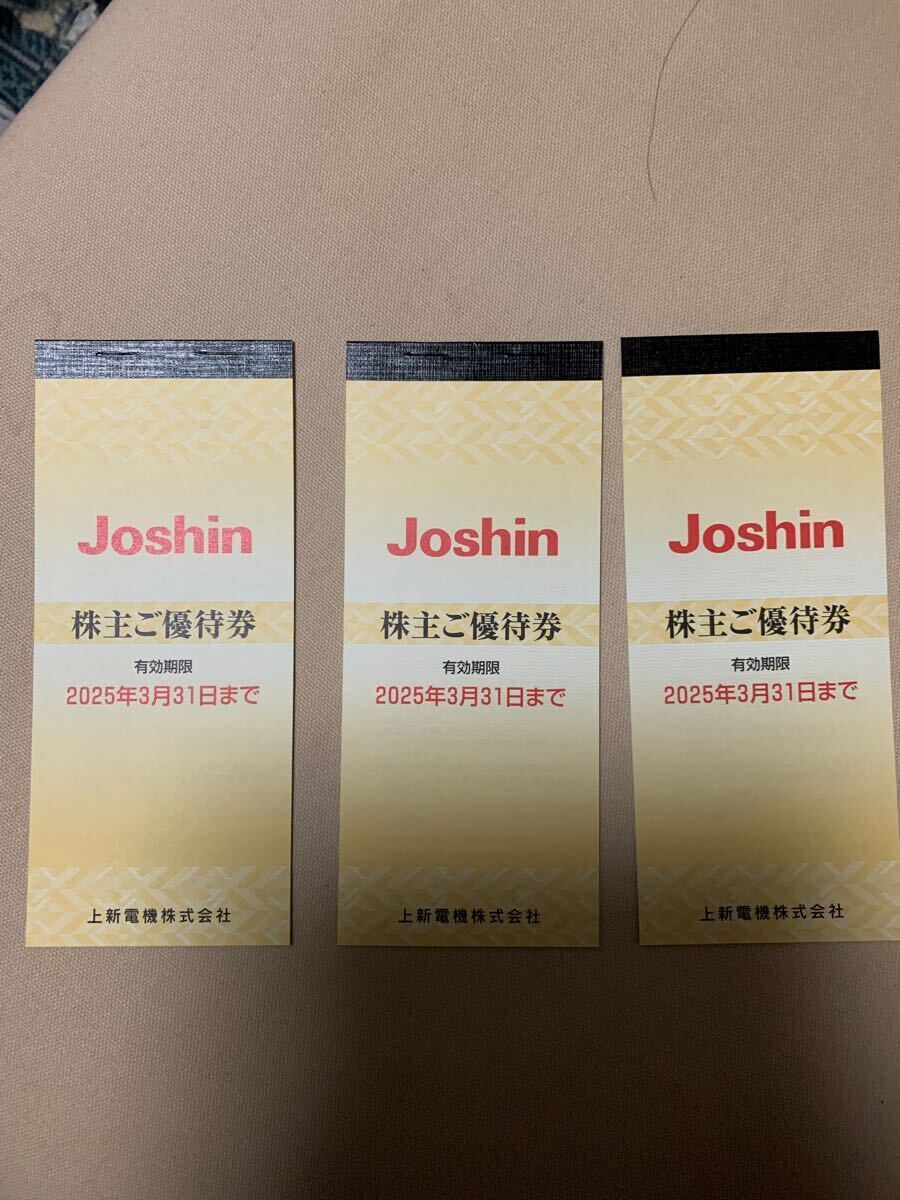 Joshin
株主ご優待券
有効期限
2025年3月31日まで
上新電機株式会社
Joshin
株主ご優待券
有効期限
2025年3月31日まで
上新電機株式会社
Joshin
株主ご優待券
有効期限
2025年3月31日まで
上新電機株式会社